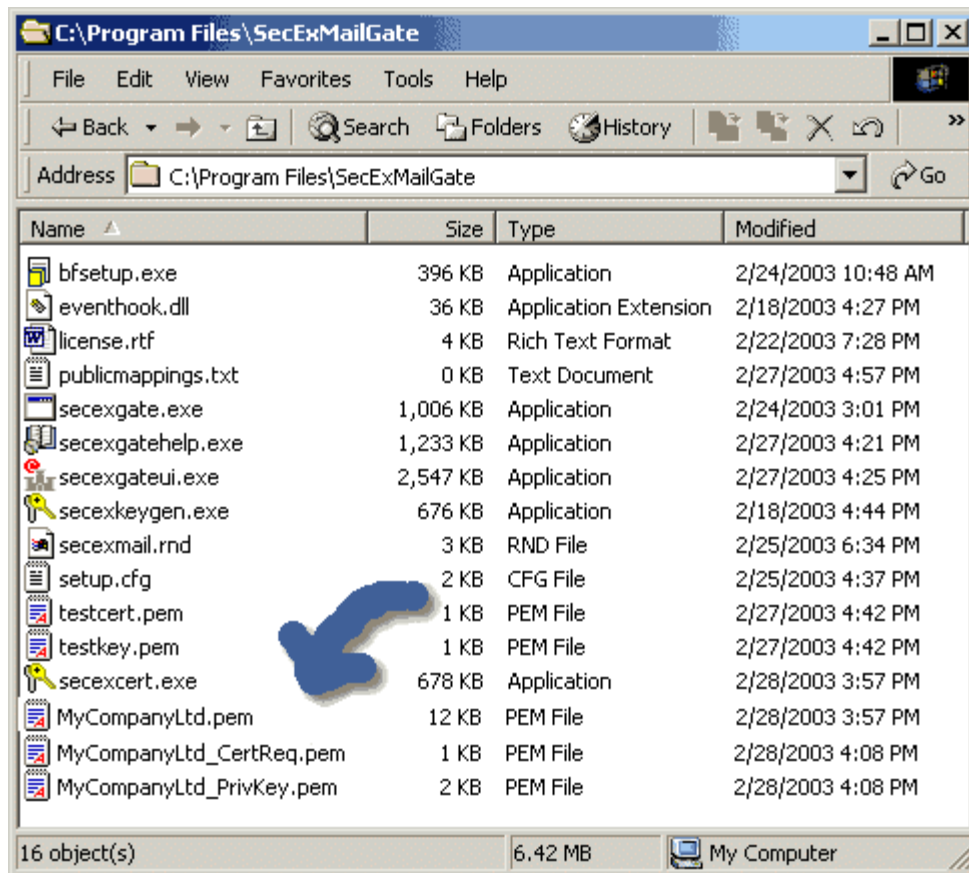 C:\Program Files\SecExMailGate
File Edit View Favorites Tools Help
Back Search Folders History »
Address C:\Program Files\SecExMailGate Go
Name Size Type Modified
bfsetup.exe 396 KB Application 2/24/2003 10:48 AM
eventhook.dll 36 KB Application Extension 2/18/2003 4:27 PM
license.rtf 4 KB Rich Text Format 2/22/2003 7:28 PM
publicmappings.txt 0 KB Text Document 2/27/2003 4:57 PM
secexgate.exe 1,006 KB Application 2/24/2003 3:01 PM
secexgatehelp.exe 1,233 KB Application 2/27/2003 4:21 PM
secexgateui.exe 2,547 KB Application 2/27/2003 4:25 PM
secexkeygen.exe 676 KB Application 2/18/2003 4:44 PM
secexmail.rnd 3 KB RND File 2/25/2003 6:34 PM
setup.cfg 2 KB CFG File 2/25/2003 4:37 PM
testcert.pem 1 KB PEM File 2/27/2003 4:42 PM
testkey.pem 1 KB PEM File 2/27/2003 4:42 PM
secexcert.exe 678 KB Application 2/28/2003 3:57 PM
MyCompanyLtd.pem 12 KB PEM File 2/28/2003 3:57 PM
MyCompanyLtd_CertReq.pem 1 KB PEM File 2/28/2003 4:08 PM
MyCompanyLtd_PrivKey.pem 2 KB PEM File 2/28/2003 4:08 PM
16 object(s) 6.42 MB My Computer